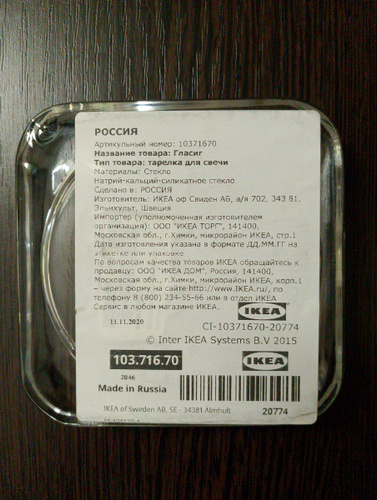 РОССИЯ
Артикульный номер: 10371670
Название товара: Гласиг
Тип товара: тарелка для свечи
Материалы: Стекло
Натрий-кальций-силикатное стекло
Сделано в: РОССИЯ
Изготовитель: ИКЕА оф Свиден АБ, а/я 702, 343 81,
Эльмхульт, Швеция
Импортер (уполномоченная изготовителем
организация): ООО "ИКЕА ТОРГ", 141400,
Московская обл., г.Химки, микрорайон ИКЕА, стр.1
Дата изготовления указана в формате ДД.ММ.ГГ на
этикетке или упаковке
По вопросам качества товаров ИКЕА обращайтесь к
продавцу: ООО "ИКЕА ДОМ", Россия, 141400,
Московская обл., г.Химки, микрорайон ИКЕА, корп.1
– через форму на сайте http://www.IKEA.ru/, по
телефону 8 (800) 234-55-66 или в отдел ИКЕА
Сервис в любом магазине ИКЕА.
IKEA
11.11.2020
CI-10371670-20774
© Inter IKEA Systems B.V 2015
103.716.70
IKEA
2046
Made in Russia
IKEA of Sweden AB, SE - 34381 Älmhult
20774